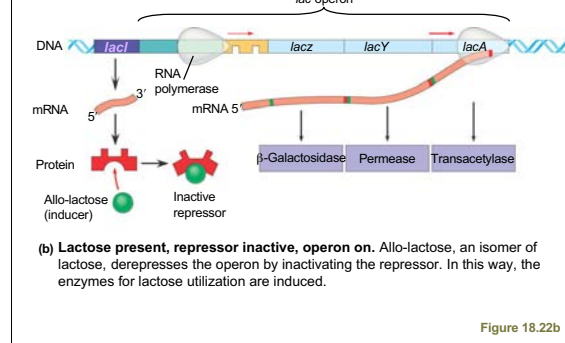 lac operon
DNA lacI lacz lacY lacA
RNA
polymerase
3′
mRNA 5′ mRNA 5′
Protein β-Galactosidase Permease Transacetylase
Allo-lactose Inactive
(inducer) repressor
(b) Lactose present, repressor inactive, operon on. Allo-lactose, an isomer of
lactose, derepresses the operon by inactivating the repressor. In this way, the
enzymes for lactose utilization are induced.
Figure 18.22b